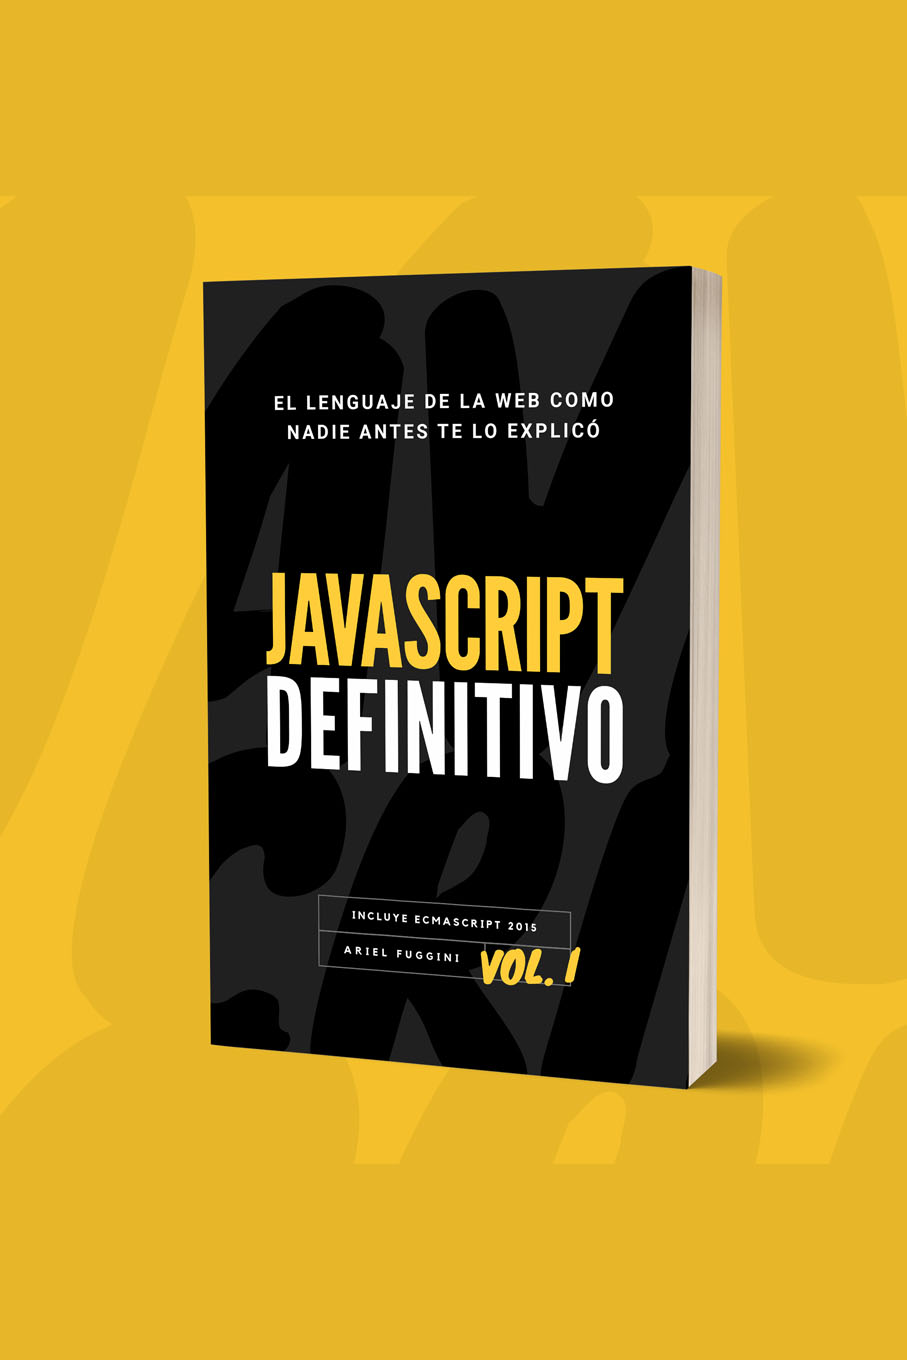 EL LENGUAJE DE LA WEB COMO
NADIE ANTES TE LO EXPLICÓ
JAVASCRIPT
DEFINITIVO
INCLUYE ECMASCRIPT 2015
ARIEL FUGGINI
VOL. 1